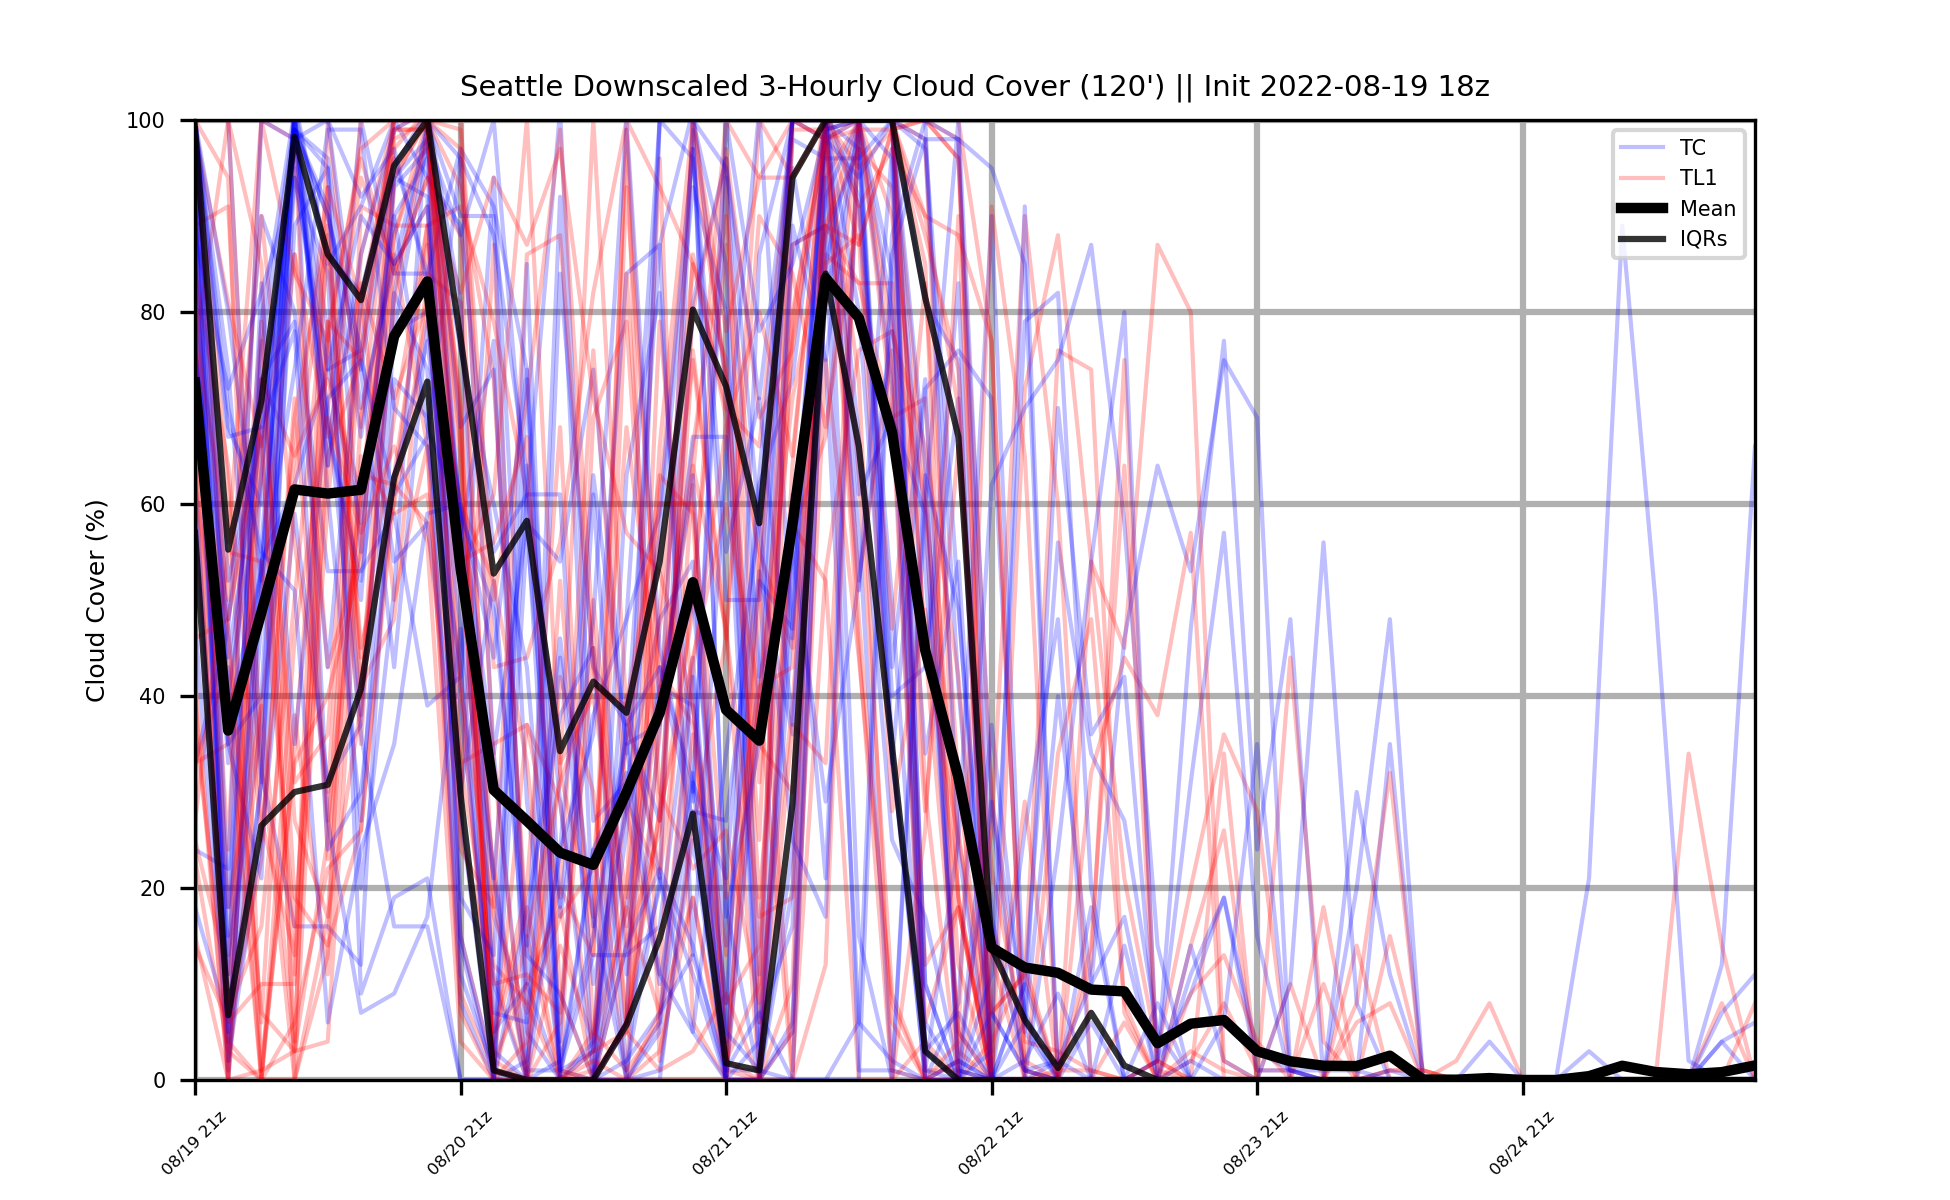 Seattle Downscaled 3-Hourly Cloud Cover (120') || Init 2022-08-19 18z
TC
TL1
Mean
IQRs
Cloud Cover (%)
100
80
60
40
20
0
08/19 21z
08/20 21z
08/21 21z
08/22 21z
08/23 21z
08/24 21z